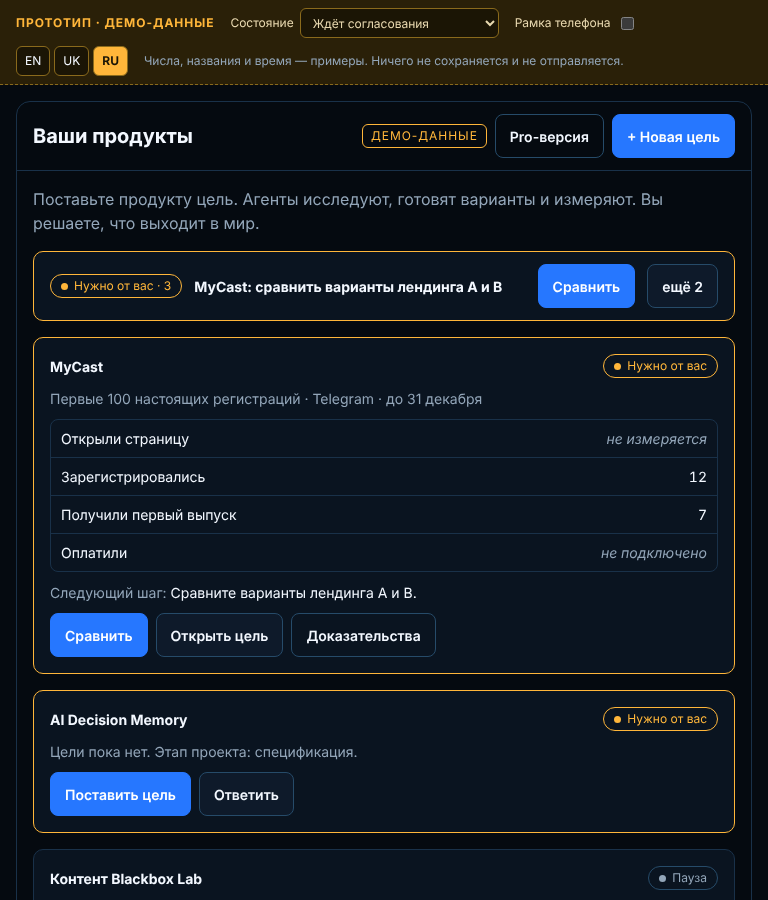 ПРОТОТИП · ДЕМО-ДАННЫЕ
Состояние
Ждёт согласования
Рамка телефона
EN
UK
RU
Числа, названия и время — примеры. Ничего не сохраняется и не отправляется.
Ваши продукты
ДЕМО-ДАННЫЕ
Pro-версия
+ Новая цель
Поставьте продукту цель. Агенты исследуют, готовят варианты и измеряют. Вы
решаете, что выходит в мир.
Нужно от вас · 3
MyCast: сравнить варианты лендинга A и B
Сравнить
ещё 2
MyCast
Нужно от вас
Первые 100 настоящих регистраций · Telegram · до 31 декабря
Открыли страницу
не измеряется
Зарегистрировались
12
Получили первый выпуск
7
Оплатили
не подключено
Следующий шаг: Сравните варианты лендинга A и B.
Сравнить
Открыть цель
Доказательства
AI Decision Memory
Нужно от вас
Цели пока нет. Этап проекта: спецификация.
Поставить цель
Ответить
Контент Blackbox Lab
Пауза